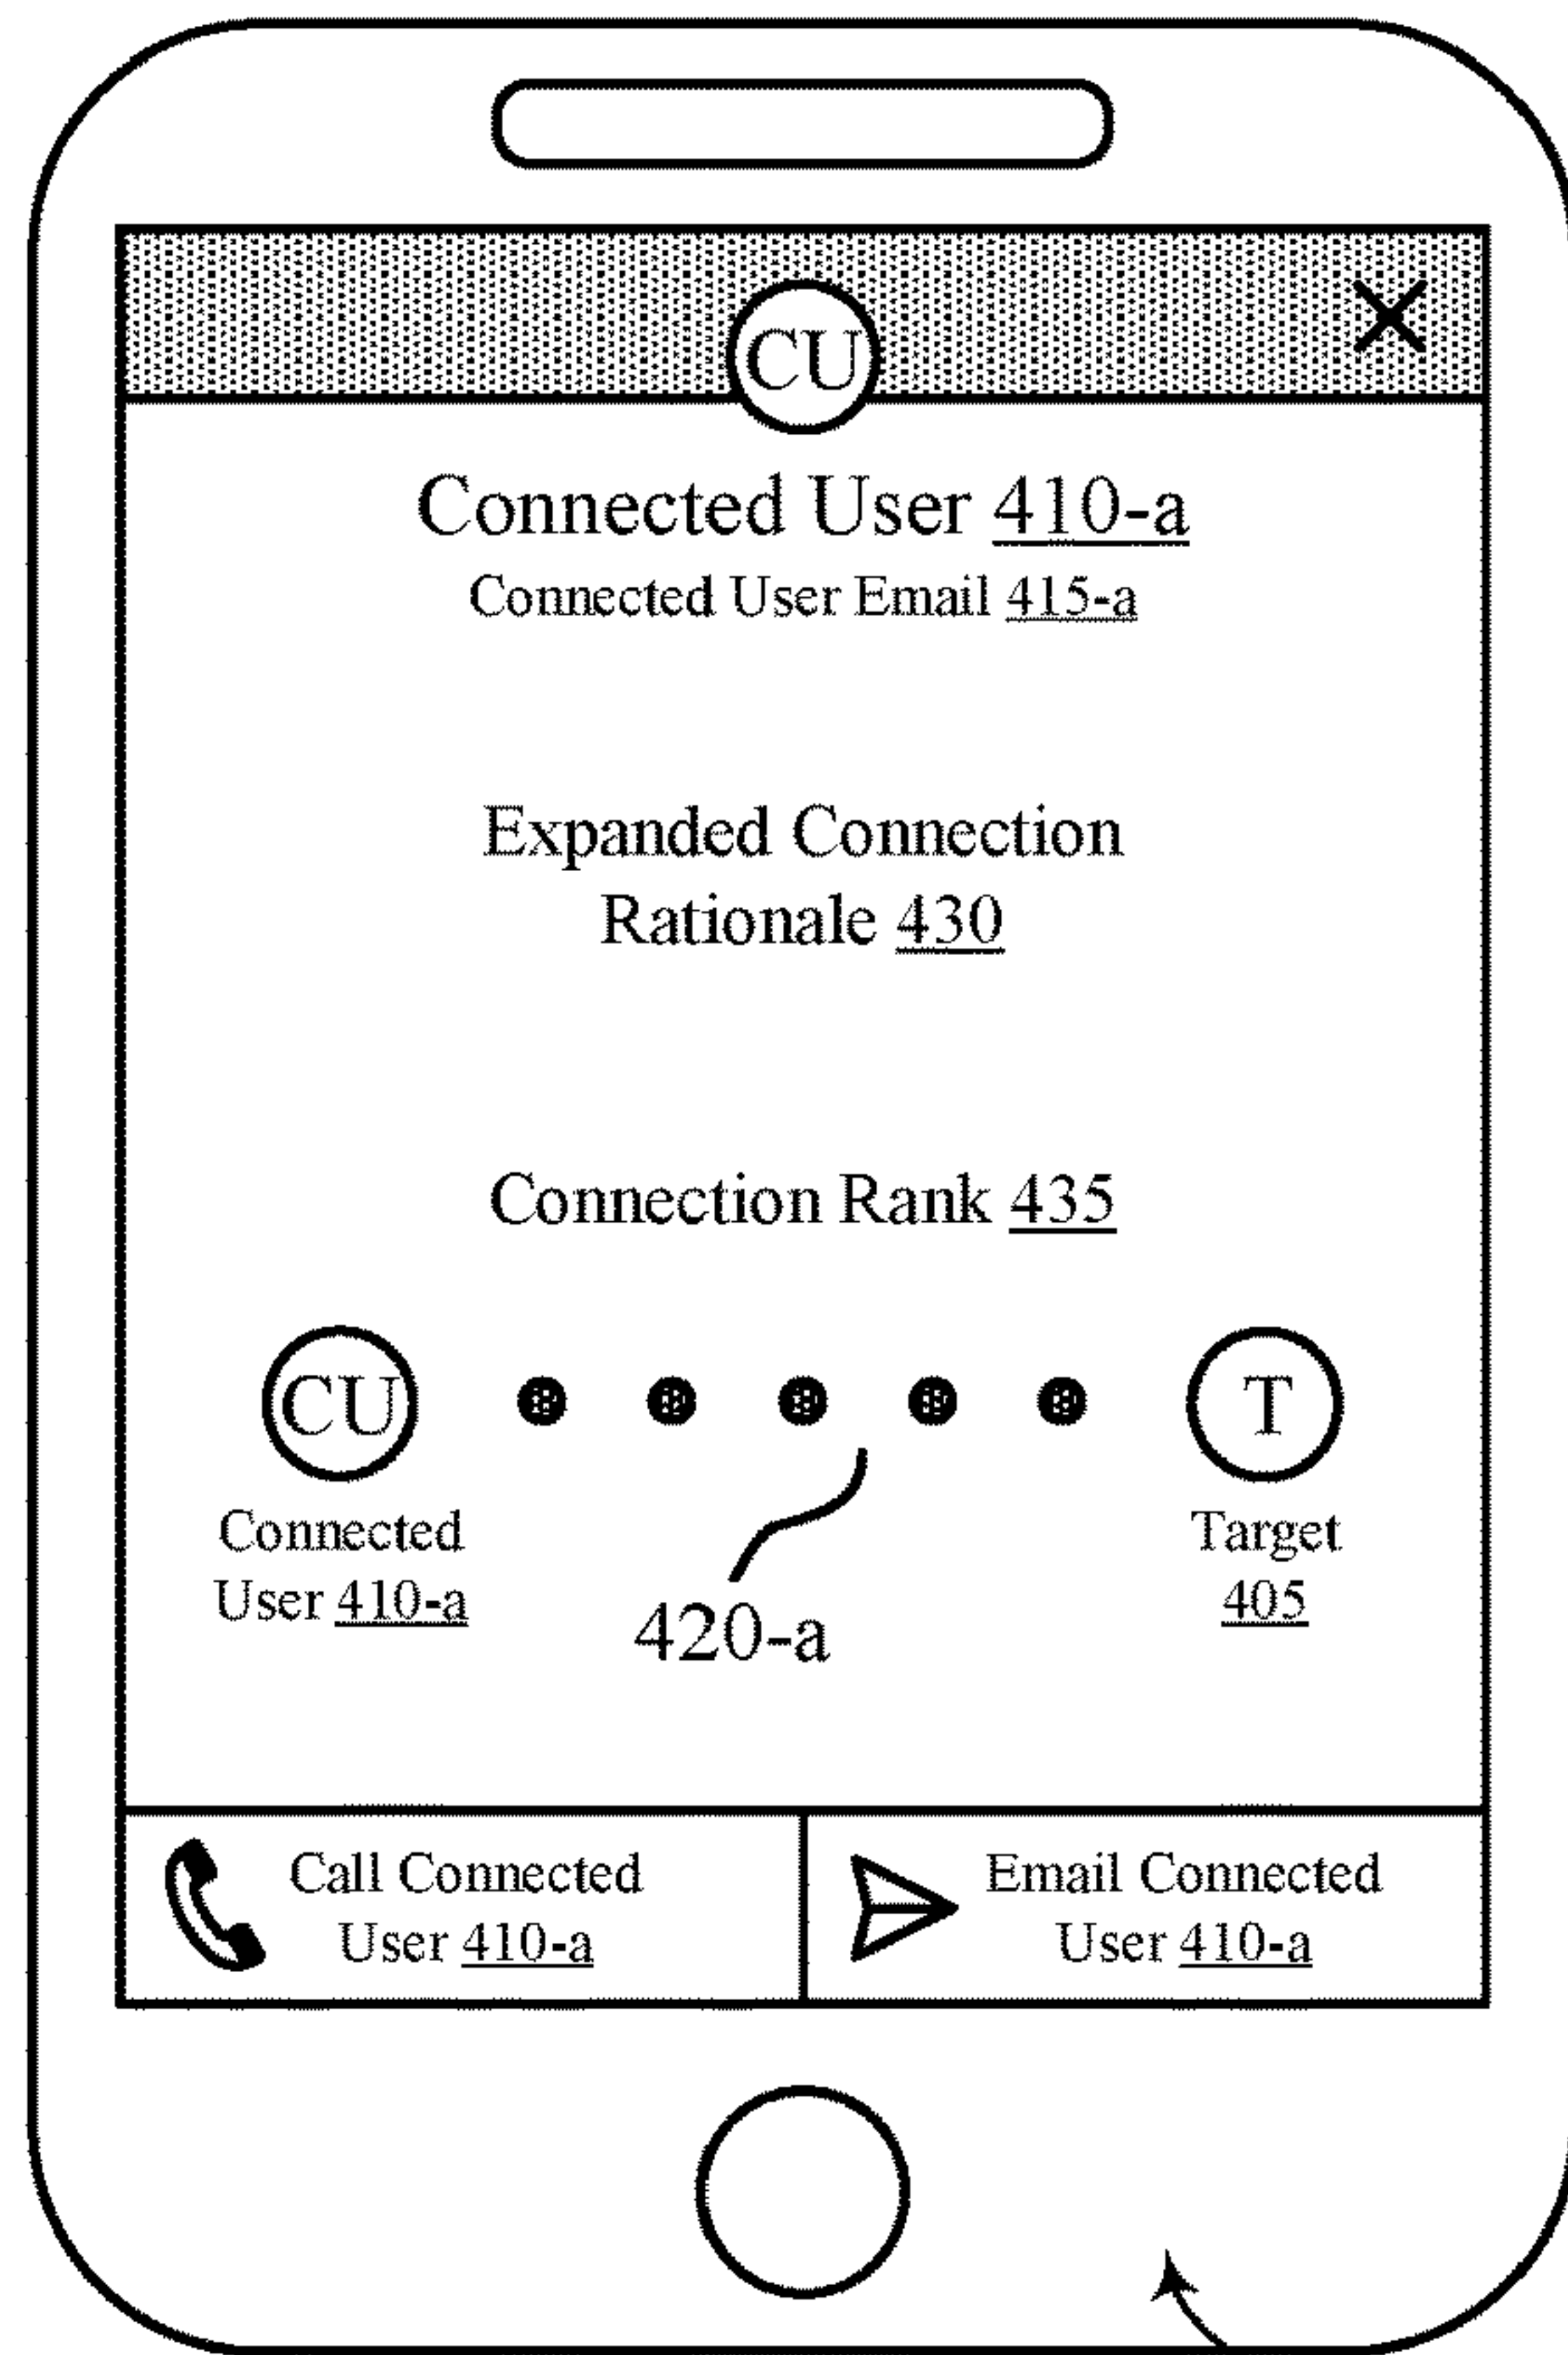 CU
Connected User 410-a
Connected User Email 415-a
Expanded Connection
Rationale 430
Connection Rank 435
CU
T
Connected
User 410-a
Target
405
420-a
Call Connected
User 410-a
Email Connected
User 410-a